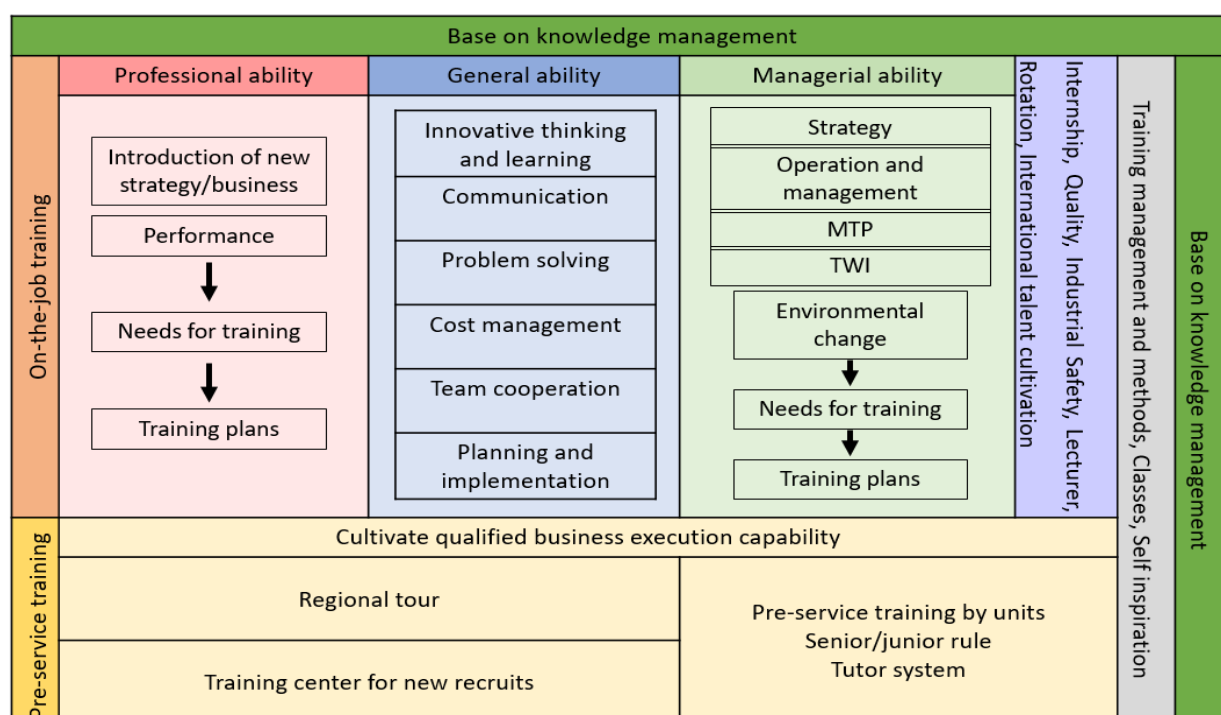 Base on knowledge management
On-the-job training
Professional ability
Introduction of new
strategy/business
Performance
Needs for training
Training plans
General ability
Innovative thinking
and learning
Communication
Problem solving
Cost management
Team cooperation
Planning and
implementation
Managerial ability
Strategy
Operation and
management
MTP
TWI
Environmental
change
Needs for training
Training plans
Internship, Quality, Industrial Safety, Lecturer,
Rotation, International talent cultivation
Training management and methods, Classes, Self inspiration
Base on knowledge management
Pre-service training
Cultivate qualified business execution capability
Regional tour
Training center for new recruits
Pre-service training by units
Senior/junior rule
Tutor system